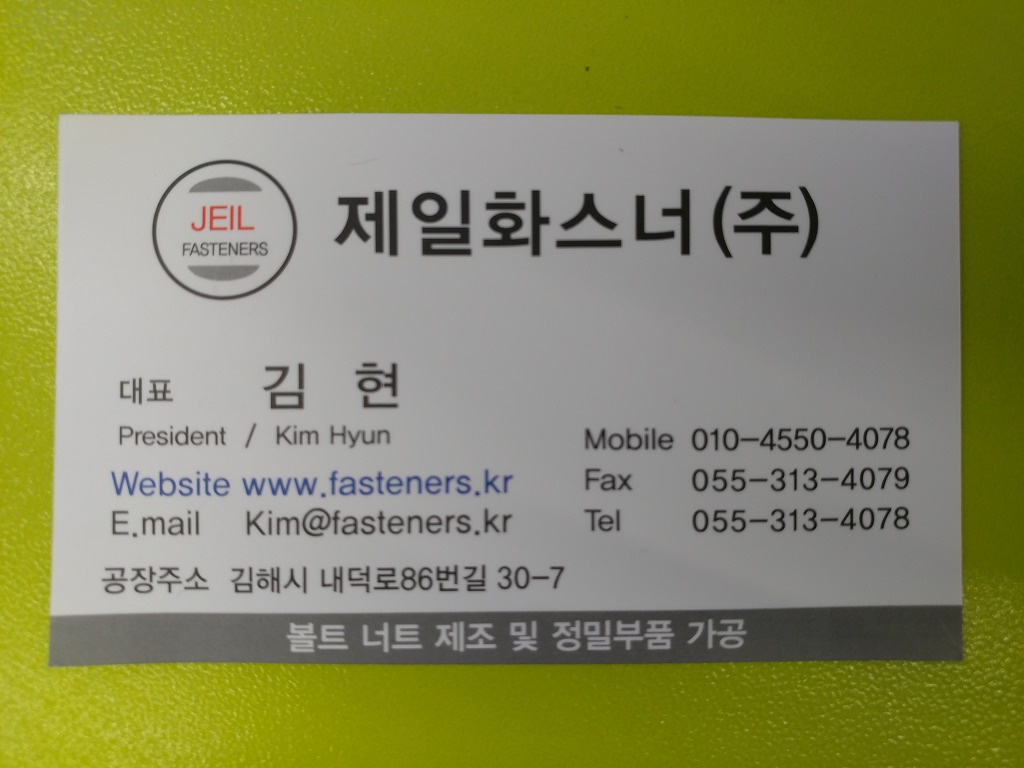 JEIL
FASTENERS
제일화스너(주)
대표 김 현
President / Kim Hyun
Website www.fasteners.kr
E.mail Kim@fasteners.kr
Mobile 010-4550-4078
Fax 055-313-4079
Tel 055-313-4078
공장주소 김해시 내덕로86번길 30-7
볼트 너트 제조 및 정밀부품 가공